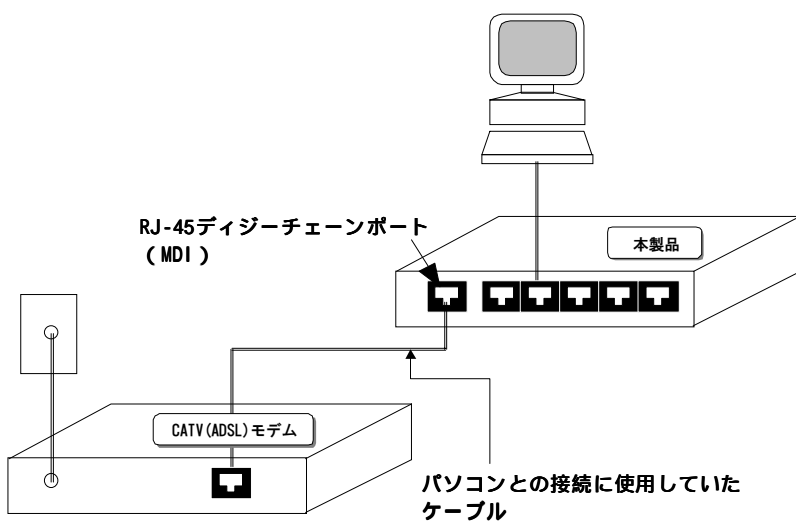 RJ-45ディジーチェーンポート
(MDI)
本製品
CATV(ADSL)モデム
パソコンとの接続に使用していた
ケーブル